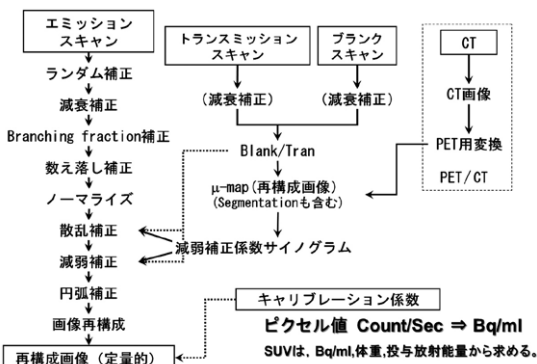 エミッション
スキャン
ランダム補正
減衰補正
Branching fraction補正
数え落し補正
ノーマライズ
散乱補正
減弱補正
円弧補正
画像再構成
再構成画像（定量的）
トランスミッション
スキャン
（減衰補正）
ブランク
スキャン
（減衰補正）
Blank/Tran
μ-map(再構成画像)
(Segmentationも含む)
減弱補正係数サイノグラム
CT
CT画像
PET用変換
PET/CT
キャリブレーション係数
ピクセル値 Count/Sec ⇒ Bq/ml
SUVは, Bq/ml,体重,投与放射能量から求める。